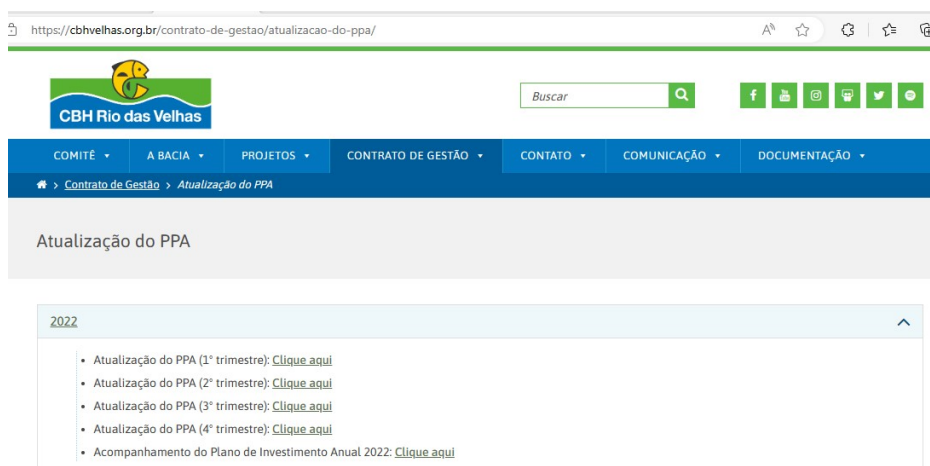 https://cbhvelhas.org.br/contrato-de-gestao/atualizacao-do-ppa/
CBH Rio das Velhas
Buscar
COMITÊ A BACIA PROJETOS CONTRATO DE GESTÃO CONTATO COMUNICAÇÃO DOCUMENTAÇÃO
> Contrato de Gestão > Atualização do PPA
Atualização do PPA
2022
• Atualização do PPA (1° trimestre): Clique aqui
• Atualização do PPA (2° trimestre): Clique aqui
• Atualização do PPA (3° trimestre): Clique aqui
• Atualização do PPA (4° trimestre): Clique aqui
• Acompanhamento do Plano de Investimento Anual 2022: Clique aqui